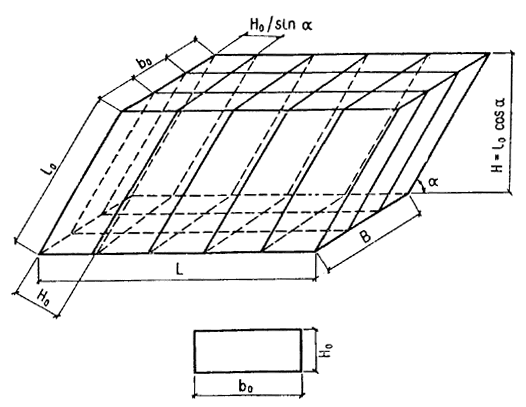 H₀/sin α
b₀
L₀
H = L₀ cos α
α
B
L
H₀
H₀
b₀